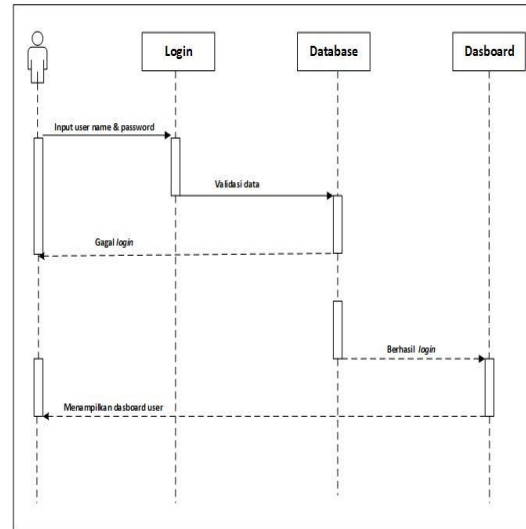 Login
Database
Dasboard
Input user name & password
Validasi data
Gagal login
Berhasil login
Menampilkan dasboard user